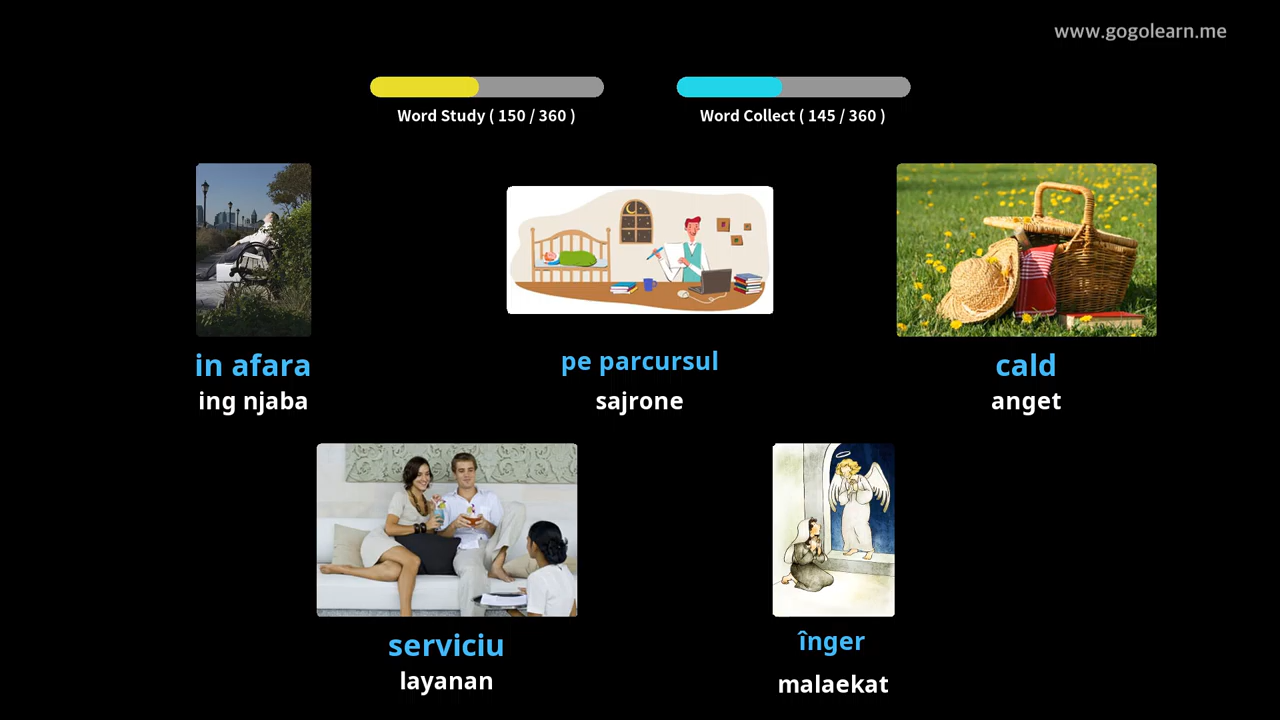 www.gogolearn.me
Word Study ( 150 / 360 )
Word Collect ( 145 / 360 )
in afara
ing njaba
pe parcursul
sajrone
cald
anget
serviciu
layanan
înger
malaekat